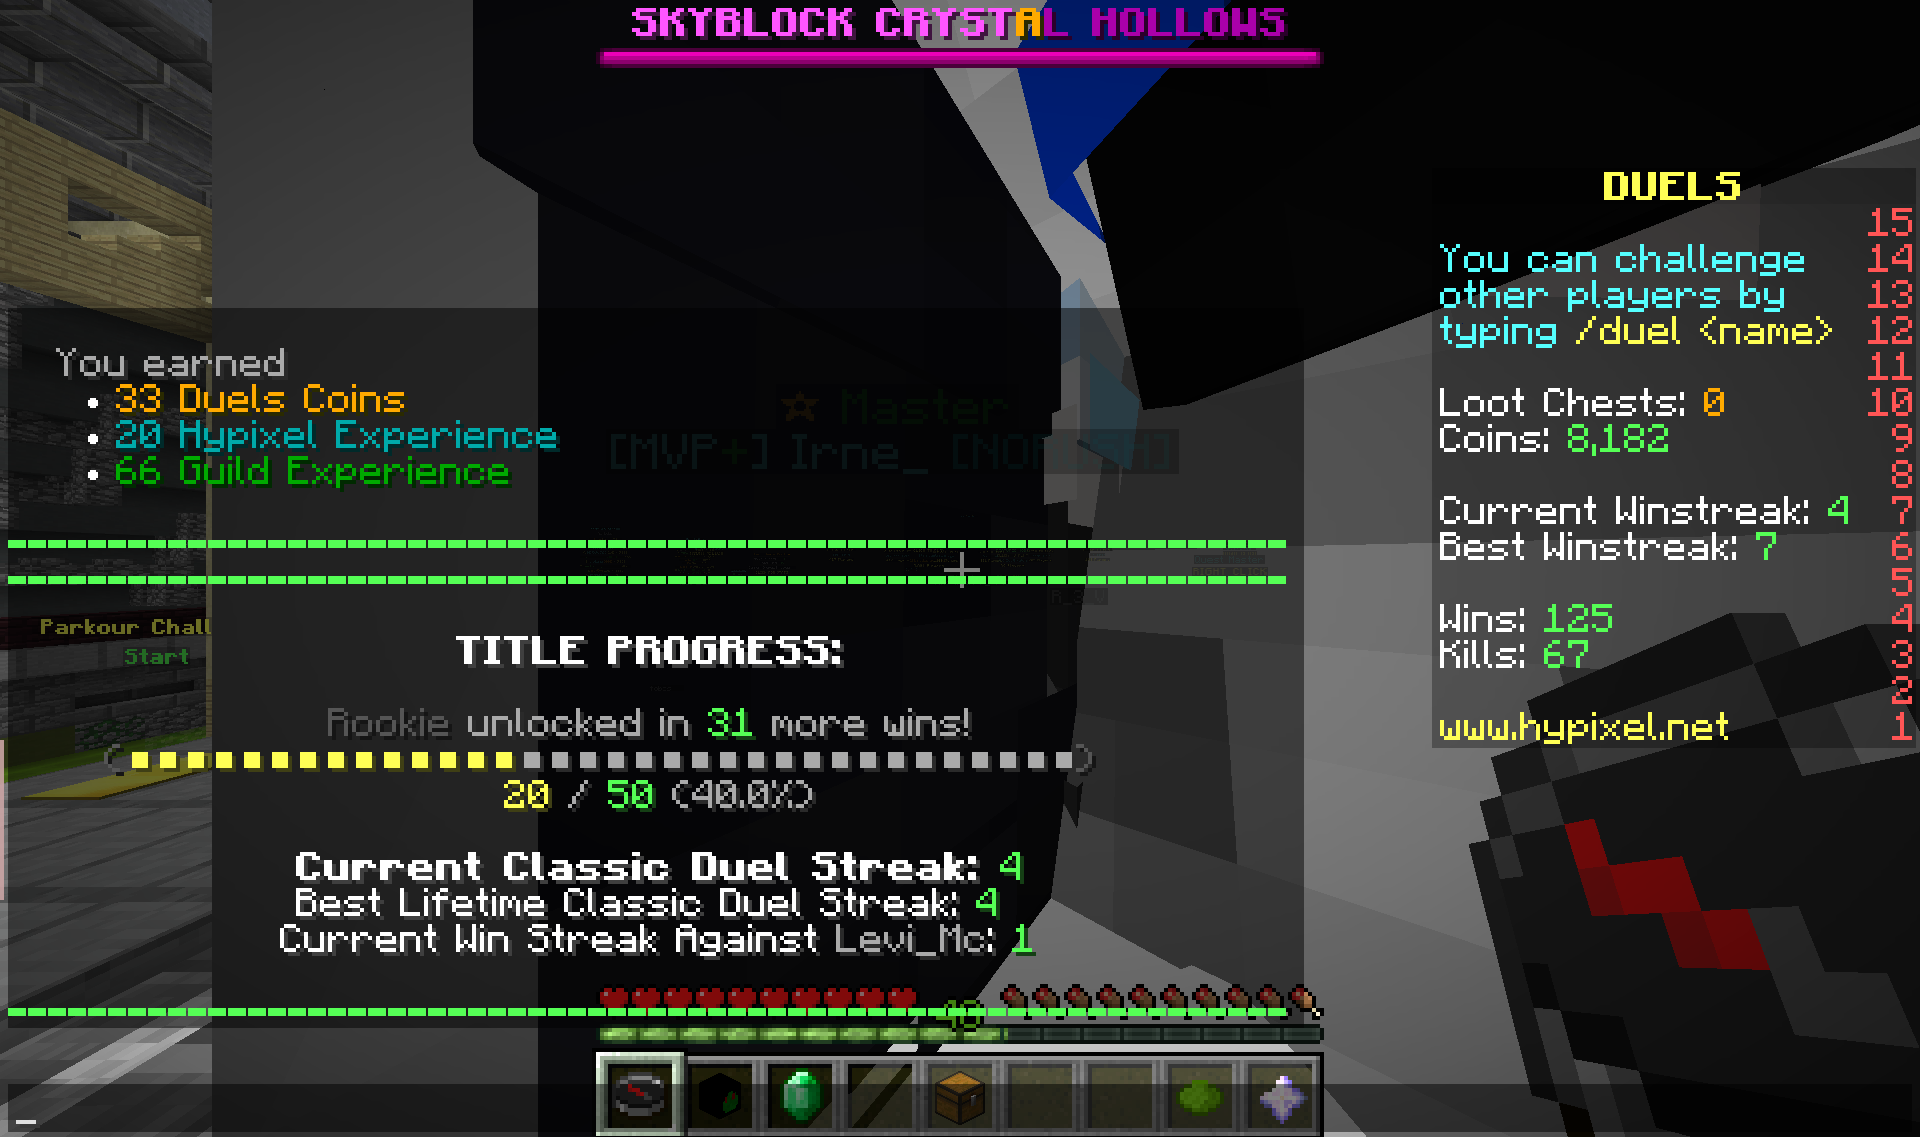 SKYBLOCK CRYSTAL HOLLOWS
You earned
• 33 Duels Coins
• 20 Hypixel Experience
• 66 Guild Experience
Master
[MVP+] Irne_
Parkour Chall
Start
TITLE PROGRESS:
Rookie unlocked in 31 more wins!
20 / 50 (40.0%)
Current Classic Duel Streak: 4
Best Lifetime Classic Duel Streak: 4
Current Win Streak Against Levi_Mc: 1
40
DUELS
15
You can challenge 14
other players by 13
typing /duel <name> 12
11
Loot Chests: 0 10
Coins: 8,182 9
8
Current Winstreak: 4 7
Best Winstreak: 7 6
5
Wins: 125 4
Kills: 67 3
2
www.hypixel.net 1
_